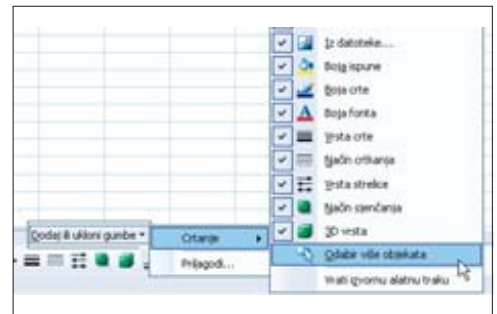 Iz datoteke...
Boja ispune
Boja crte
Boja fonta
Vrsta crte
Način crtkanja
Vrsta strelice
Način sjenčanja
3D vrsta
Odabir više objekata
Vrati izvornu alatnu traku
Dodaj ili ukloni gumbe
Crtanje
Prilagodi...